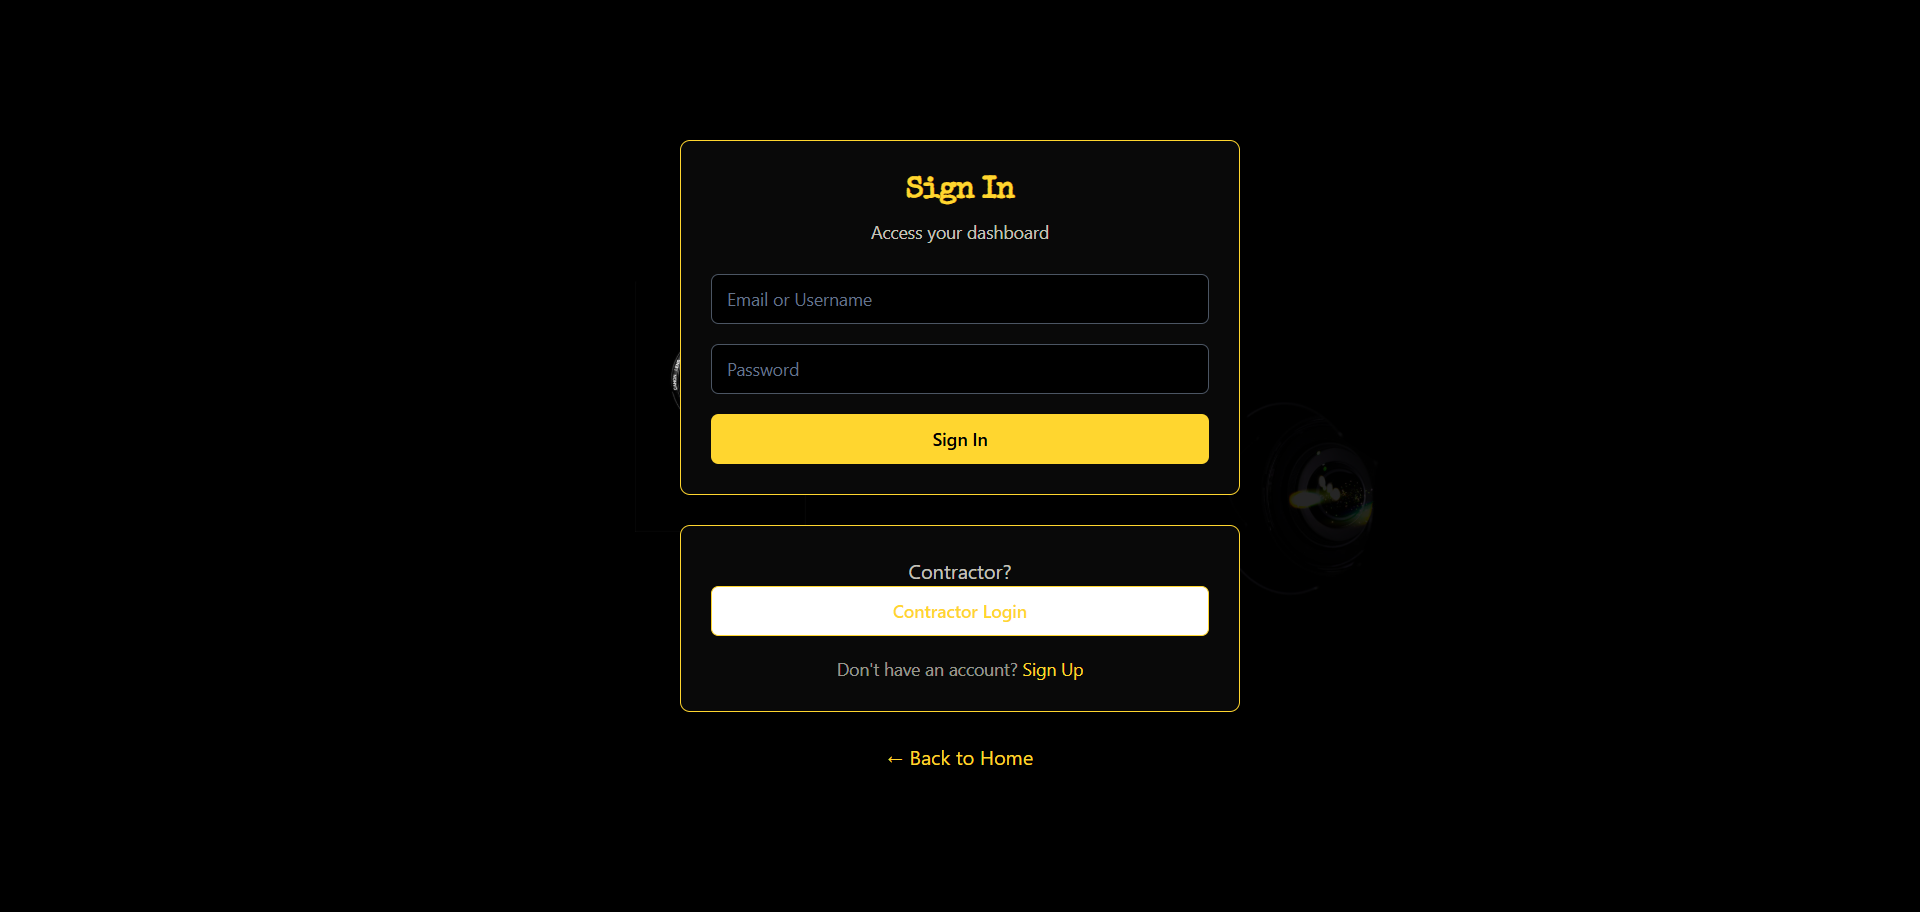 Sign In
Access your dashboard
Email or Username
Password
Sign In
Contractor?
Contractor Login
Don't have an account? Sign Up
← Back to Home